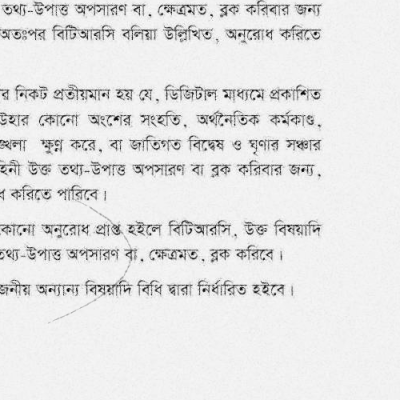 তথ্য-উপাত্ত অপসারণ বা, ক্ষেত্রমত, ব্লক করিবার জন্য
অতঃপর বিটিআরসি বলিয়া উল্লিখিত, অনুরোধ করিতে
র নিকট প্রতীয়মান হয় যে, ডিজিটাল মাধ্যমে প্রকাশিত
উহার কোনো অংশের সংহতি, অর্থনৈতিক কর্মকাণ্ড,
ঙ্খলা ক্ষুণ্ন করে, বা জাতিগত বিদ্বেষ ও ঘৃণার সঞ্চার
হিনী উক্ত তথ্য-উপাত্ত অপসারণ বা ব্লক করিবার জন্য,
ধ করিতে পারিবে।
কোনো অনুরোধ প্রাপ্ত হইলে বিটিআরসি, উক্ত বিষয়াদি
তথ্য-উপাত্ত অপসারণ বা, ক্ষেত্রমত, ব্লক করিবে।
জনীয় অন্যান্য বিষয়াদি বিধি দ্বারা নির্ধারিত হইবে।